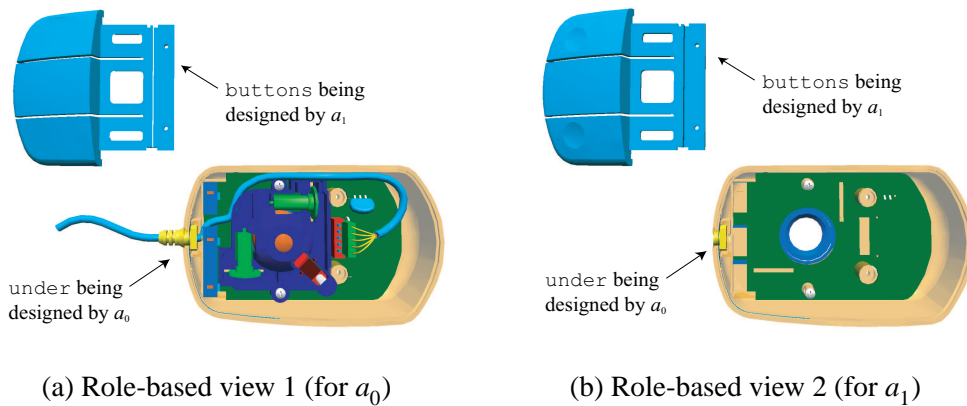 buttons being
designed by a₁
under being
designed by a₀
(a) Role-based view 1 (for a₀)
buttons being
designed by a₁
under being
designed by a₀
(b) Role-based view 2 (for a₁)